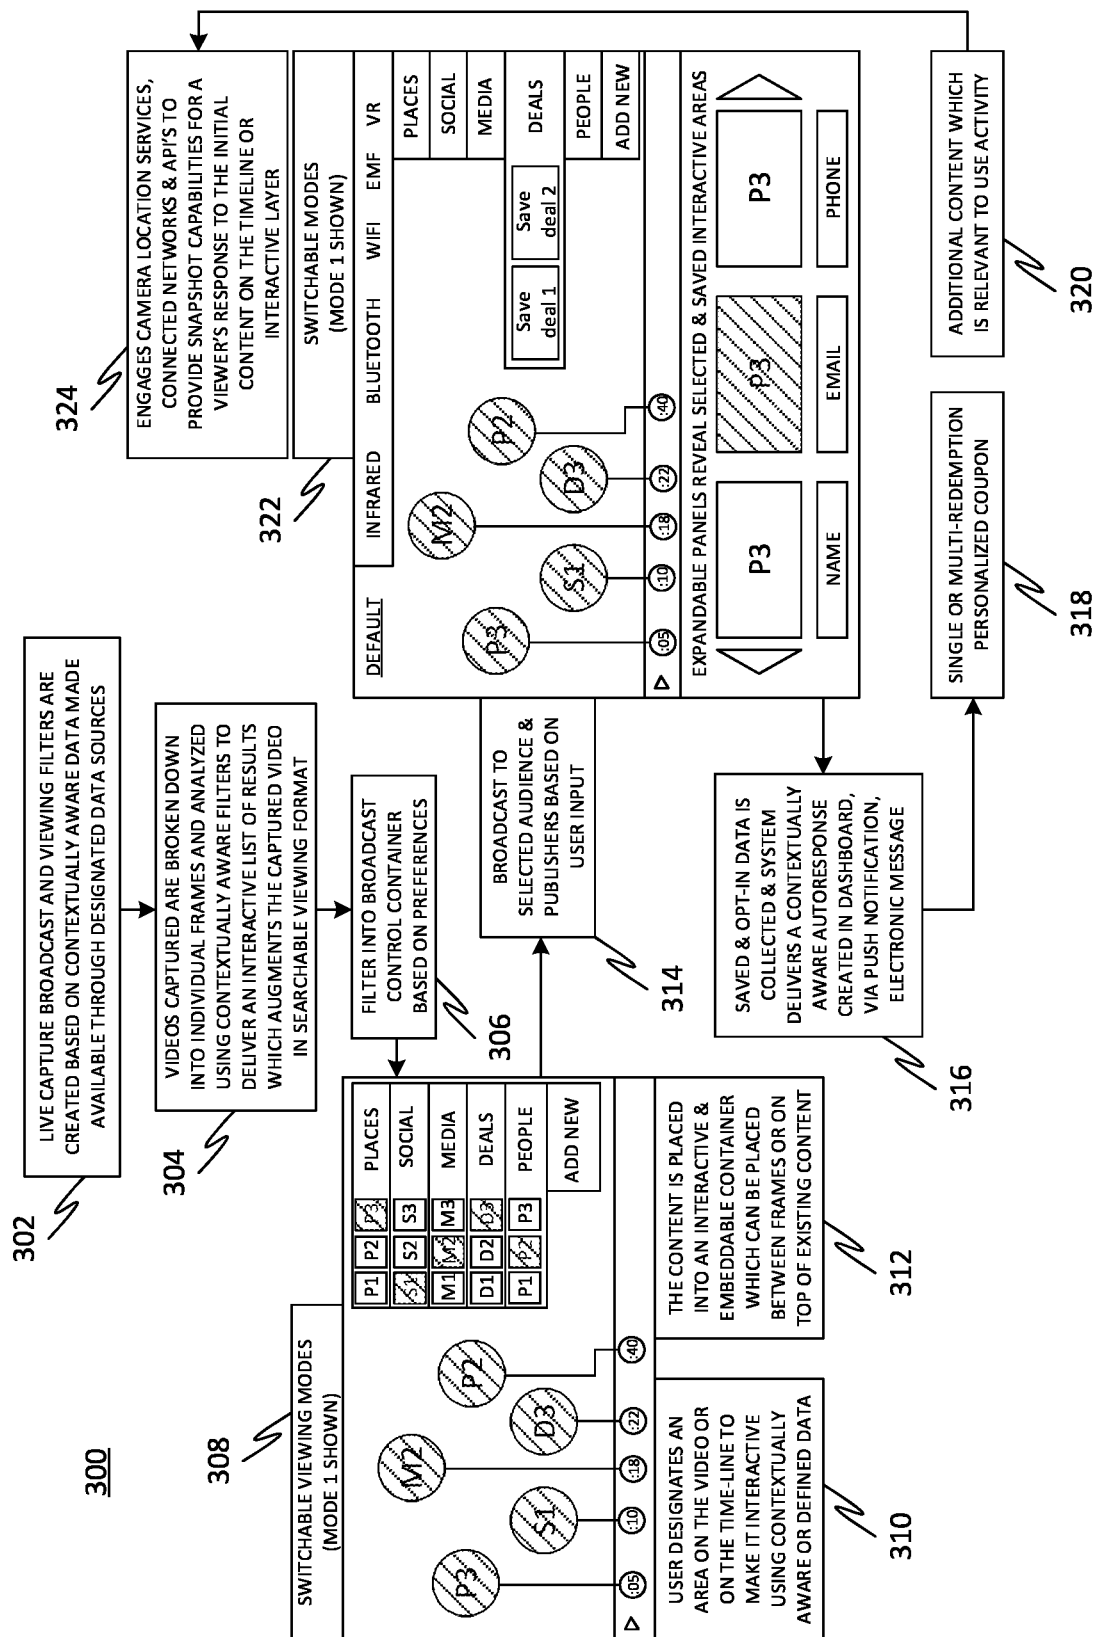 300
LIVE CAPTURE BROADCAST AND VIEWING FILTERS ARE
CREATED BASED ON CONTEXTUALLY AWARE DATA MADE
AVAILABLE THROUGH DESIGNATED DATA SOURCES
302
VIDEOS CAPTURED ARE BROKEN DOWN
INTO INDIVIDUAL FRAMES AND ANALYZED
USING CONTEXTUALLY AWARE FILTERS TO
DELIVER AN INTERACTIVE LIST OF RESULTS
WHICH AUGMENTS THE CAPTURED VIDEO
IN SEARCHABLE VIEWING FORMAT
304
FILTER INTO BROADCAST
CONTROL CONTAINER
BASED ON PREFERENCES
306
308
SWITCHABLE VIEWING MODES
(MODE 1 SHOWN)
P1 P2 P3 PLACES
S1 S2 S3 SOCIAL
M1 M2 M3 MEDIA
D1 D2 D3 DEALS
P1 P2 P3 PEOPLE
ADD NEW
P3 S1 M2 D3 P2
:05 :10 :18 :22 :40
USER DESIGNATES AN
AREA ON THE VIDEO OR
ON THE TIME-LINE TO
MAKE IT INTERACTIVE
USING CONTEXTUALLY
AWARE OR DEFINED DATA
310
THE CONTENT IS PLACED
INTO AN INTERACTIVE &
EMBEDDABLE CONTAINER
WHICH CAN BE PLACED
BETWEEN FRAMES OR ON
TOP OF EXISTING CONTENT
312
BROADCAST TO
SELECTED AUDIENCE &
PUBLISHERS BASED ON
USER INPUT
314
324
ENGAGES CAMERA LOCATION SERVICES,
CONNECTED NETWORKS & API'S TO
PROVIDE SNAPSHOT CAPABILITIES FOR A
VIEWER'S RESPONSE TO THE INITIAL
CONTENT ON THE TIMELINE OR
INTERACTIVE LAYER
322
SWITCHABLE MODES
(MODE 1 SHOWN)
DEFAULT INFRARED BLUETOOTH WIFI EMF VR
PLACES
SOCIAL
MEDIA
Save
deal 1
Save
deal 2
DEALS
PEOPLE
ADD NEW
P3 S1 M2 D3 P2
:05 :10 :18 :22 :40
EXPANDABLE PANELS REVEAL SELECTED & SAVED INTERACTIVE AREAS
P3 P3 P3
NAME EMAIL PHONE
SAVED & OPT-IN DATA IS
COLLECTED & SYSTEM
DELIVERS A CONTEXTUALLY
AWARE AUTORESPONSE
CREATED IN DASHBOARD,
VIA PUSH NOTIFICATION,
ELECTRONIC MESSAGE
316
SINGLE OR MULTI-REDEMPTION
PERSONALIZED COUPON
318
ADDITIONAL CONTENT WHICH
IS RELEVANT TO USE ACTIVITY
320